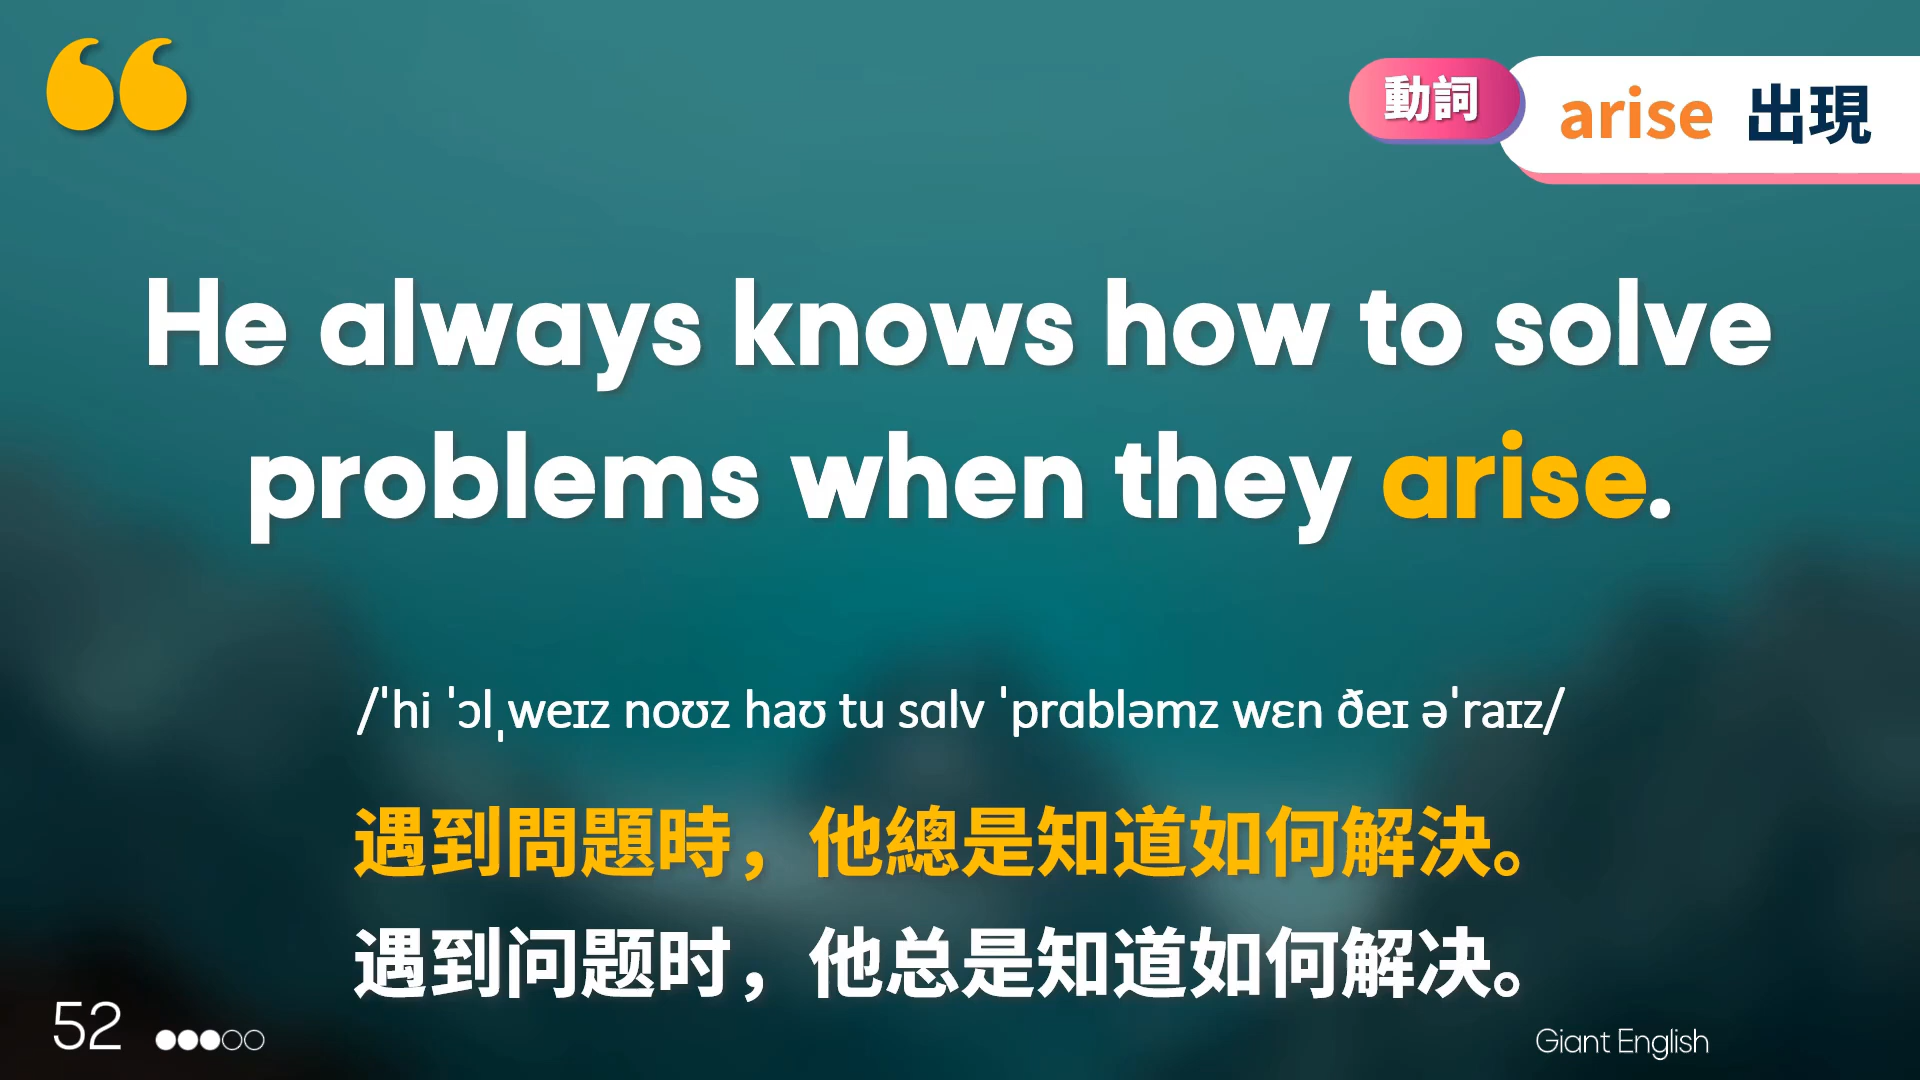 動詞
arise 出現
He always knows how to solve
problems when they arise.
/ˈhi ˈɔlˌweɪz noʊz haʊ tu sɑlv ˈprɑbləmz wɛn ðeɪ əˈraɪz/
遇到問題時，他總是知道如何解決。
遇到问题时，他总是知道如何解决。
52
Giant English